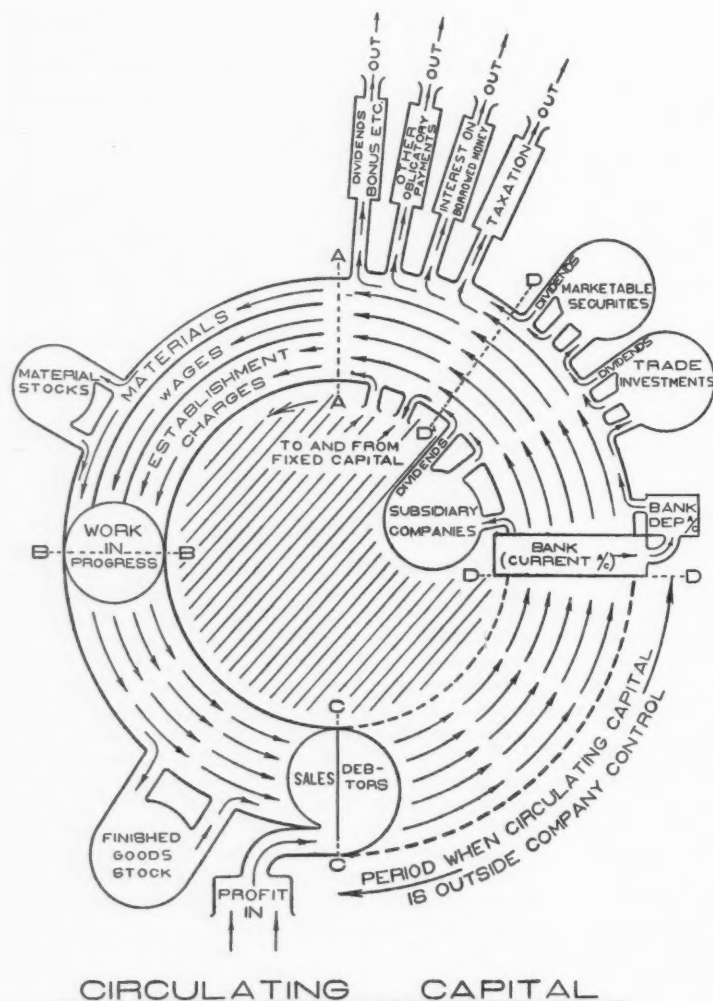 OUT
OUT
OUT
OUT
DIVIDENDS
BONUS ETC.
OTHER
OBLIGATORY
PAYMENTS
INTEREST ON
BORROWED MONEY
TAXATION
A
D
DIVIDENDS
MARKETABLE
SECURITIES
MATERIALS
WAGES
ESTABLISHMENT
CHARGES
MATERIAL
STOCKS
DIVIDENDS
TRADE
INVESTMENTS
A
TO AND FROM
FIXED CAPITAL
D
DIVIDENDS
SUBSIDIARY
COMPANIES
BANK
DEP. A/C
WORK
IN
PROGRESS
B
B
BANK
(CURRENT A/C)
D
D
C
SALES
DEB-
TORS
C
PERIOD WHEN CIRCULATING CAPITAL
IS OUTSIDE COMPANY CONTROL
FINISHED
GOODS
STOCK
PROFIT
IN
CIRCULATING CAPITAL